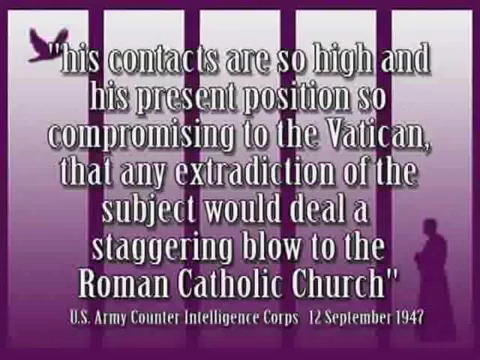 "his contacts are so high and
his present position so
compromising to the Vatican,
that any extradition of the
subject would deal a
staggering blow to the
Roman Catholic Church"
U.S. Army Counter Intelligence Corps 12 September 1947